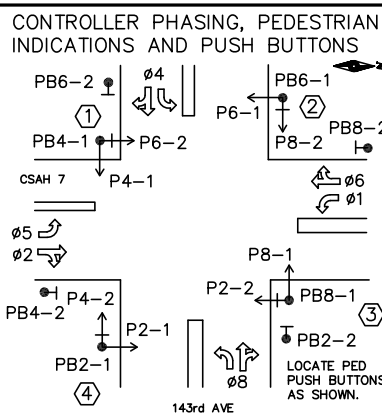 CONTROLLER PHASING, PEDESTRIAN
INDICATIONS AND PUSH BUTTONS
PB6-2
ø4
PB6-1
1
P6-1
2
PB4-1
P6-2
P8-2
PB8-2
CSAH 7
P4-1
ø6
ø1
ø5
ø2
P8-1
P4-2
P2-2
PB4-2
PB8-1
P2-1
3
PB2-1
PB2-2
4
ø8
LOCATE PED
PUSH BUTTONS
AS SHOWN.
143rd AVE